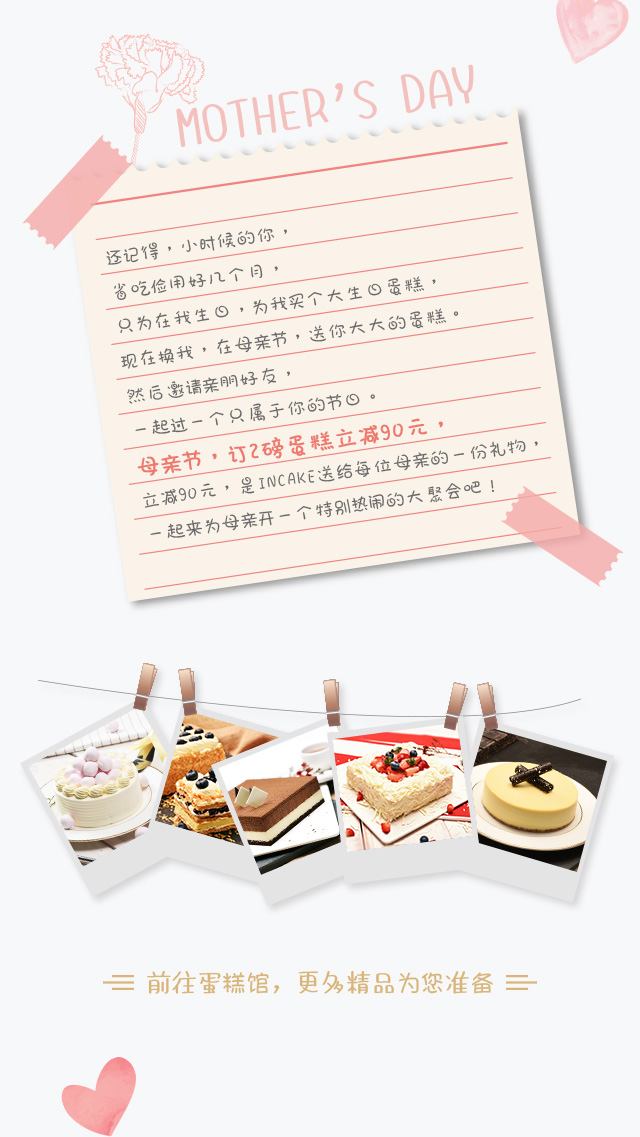 MOTHER'S DAY
还记得，小时候的你，
省吃俭用好几个月，
只为在我生日，为我买个大生日蛋糕，
现在换我，在母亲节，送你大大的蛋糕。
然后邀请亲朋好友，
一起过一个只属于你的节日。
母亲节，订2磅蛋糕立减90元，
立减90元，是INCAKE送给每位母亲的一份礼物，
一起来为母亲开一个特别热闹的大聚会吧！
前往蛋糕馆，更多精品为您准备